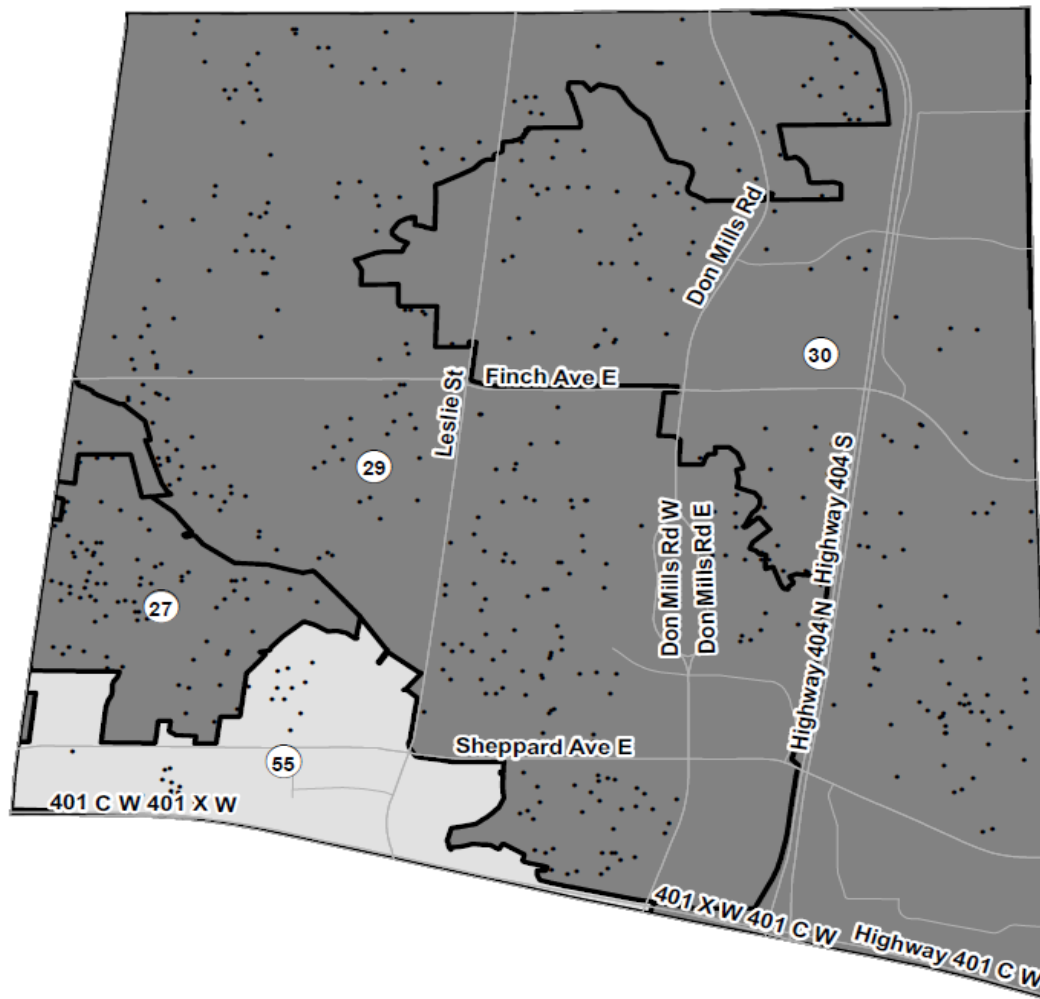 Don Mills Rd
30
Finch Ave E
Leslie St
29
Highway 404 S
Don Mills Rd W
Don Mills Rd E
27
Highway 404 N
Sheppard Ave E
55
401 C W 401 X W
401 X W 401 C W
Highway 401 C W